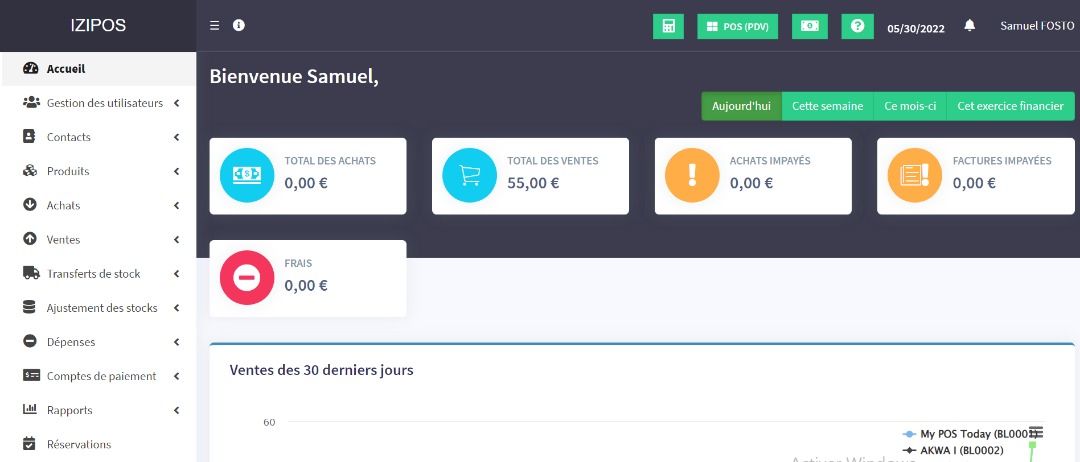 IZIPOS
POS (PDV)
05/30/2022
Samuel FOSTO
Accueil
Gestion des utilisateurs
Contacts
Produits
Achats
Ventes
Transferts de stock
Ajustement des stocks
Dépenses
Comptes de paiement
Rapports
Réservations
Bienvenue Samuel,
Aujourd'hui
Cette semaine
Ce mois-ci
Cet exercice financier
TOTAL DES ACHATS
0,00 €
TOTAL DES VENTES
55,00 €
ACHATS IMPAYÉS
0,00 €
FACTURES IMPAYÉES
0,00 €
FRAIS
0,00 €
Ventes des 30 derniers jours
60
My POS Today (BL0001)
AKWA I (BL0002)
Activer Windows